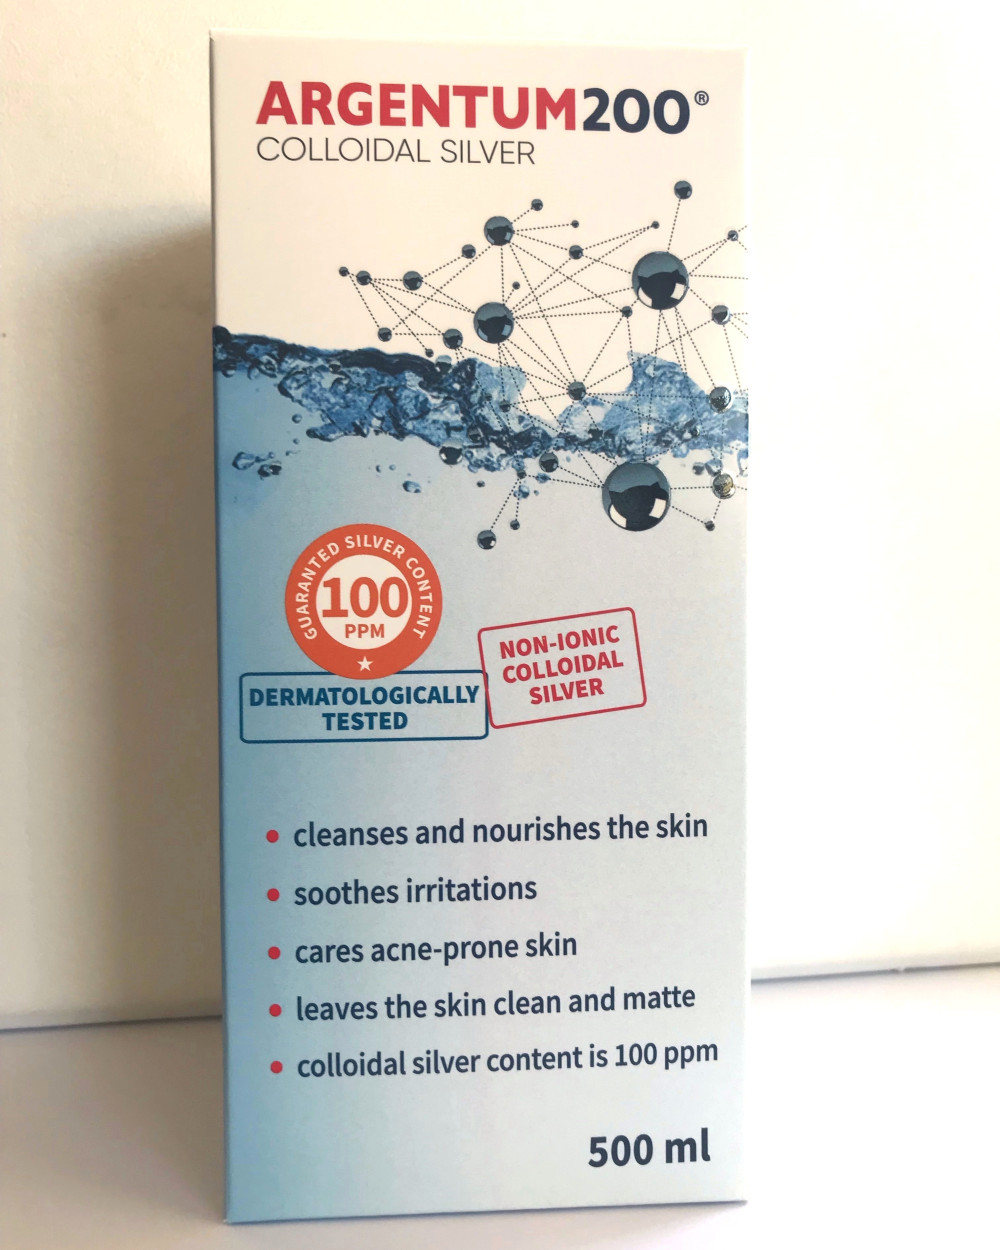 ARGENTUM200®
COLLOIDAL SILVER
GUARANTED SILVER CONTENT
100
PPM
DERMATOLOGICALLY
TESTED
NON-IONIC
COLLOIDAL
SILVER
• cleanses and nourishes the skin
• soothes irritations
• cares acne-prone skin
• leaves the skin clean and matte
• colloidal silver content is 100 ppm
500 ml